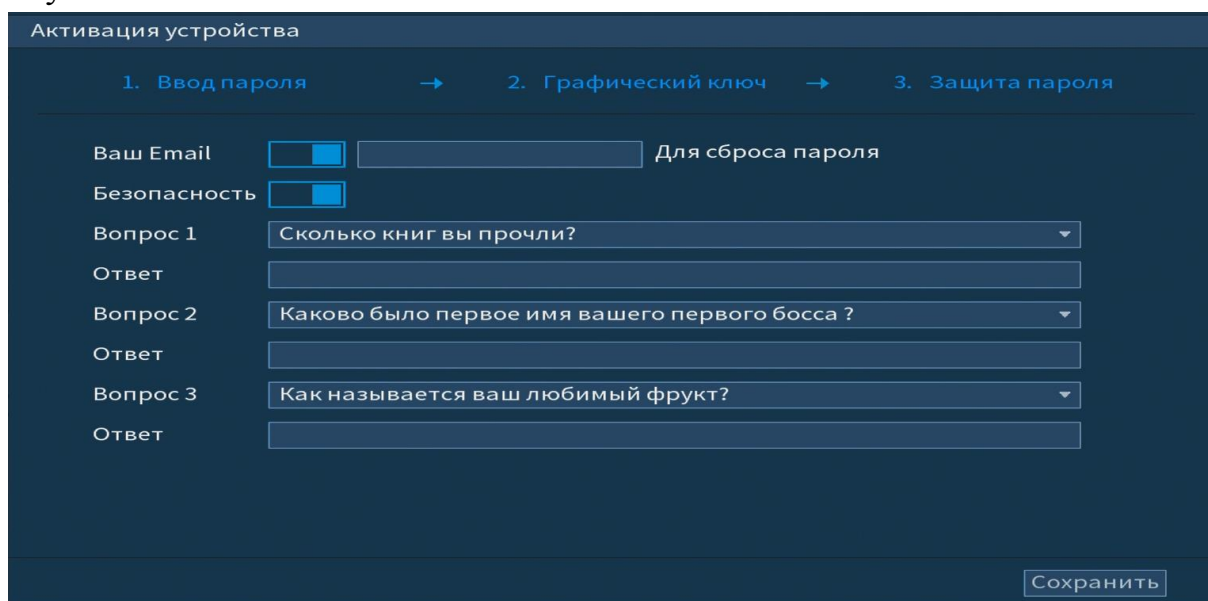 Активация устройства
1. Ввод пароля → 2. Графический ключ → 3. Защита пароля
Ваш Email Для сброса пароля
Безопасность
Вопрос 1 Сколько книг вы прочли?
Ответ
Вопрос 2 Каково было первое имя вашего первого босса ?
Ответ
Вопрос 3 Как называется ваш любимый фрукт?
Ответ
Сохранить